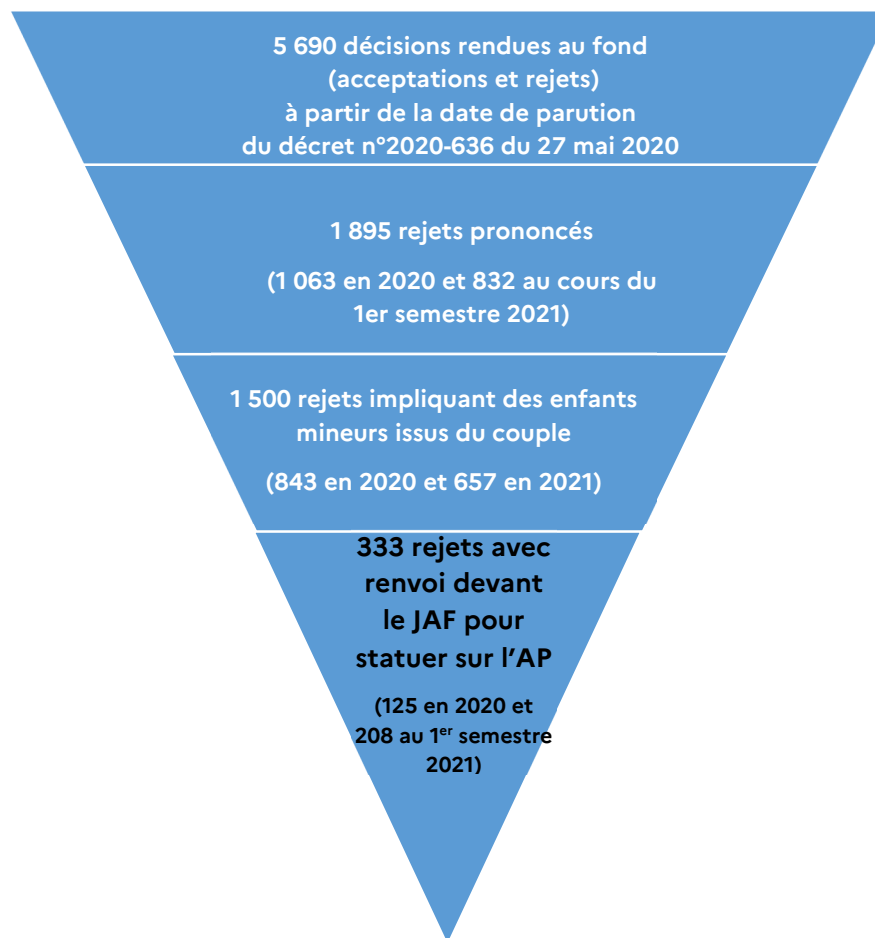 5 690 décisions rendues au fond
(acceptations et rejets)
à partir de la date de parution
du décret n°2020-636 du 27 mai 2020
1 895 rejets prononcés
(1 063 en 2020 et 832 au cours du
1er semestre 2021)
1 500 rejets impliquant des enfants
mineurs issus du couple
(843 en 2020 et 657 en 2021)
333 rejets avec
renvoi devant
le JAF pour
statuer sur l'AP
(125 en 2020 et
208 au 1er semestre
2021)